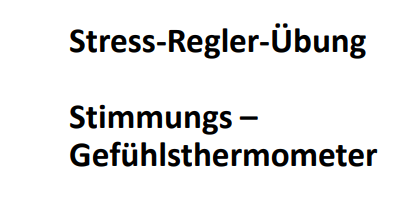 Stress-Regler-Übung
Stimmungs –
Gefühlsthermometer